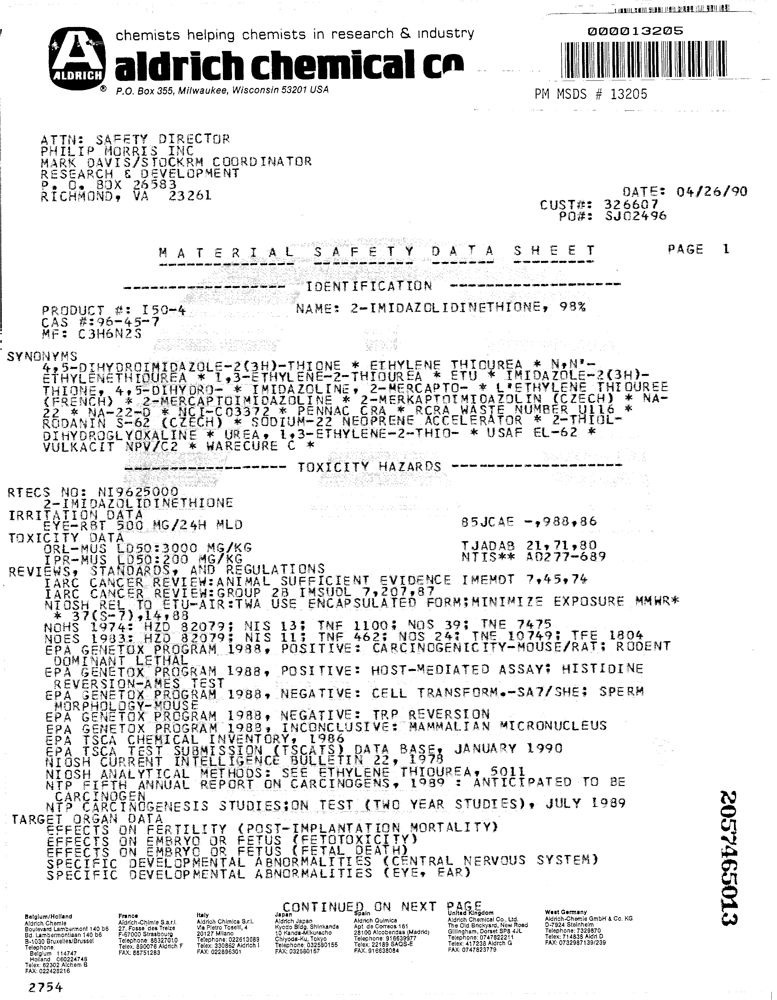 chemists helping chemists in research & industry
ALDRICH
aldrich chemical co
®
P.O. Box 355, Milwaukee, Wisconsin 53201 USA
000013205
PM MSDS # 13205
ATTN: SAFETY DIRECTOR
PHILIP MORRIS INC
MARK DAVIS/STOCKRM COORDINATOR
RESEARCH & DEVELOPMENT
P. O. BOX 26583
RICHMOND, VA 23261
DATE: 04/26/90
CUST#: 326607
PO#: SJ02496
MATERIAL SAFETY DATA SHEET PAGE 1
IDENTIFICATION
PRODUCT #: I50-4 NAME: 2-IMIDAZOLIDINETHIONE, 98%
CAS #:96-45-7
MF: C3H6N2S
SYNONYMS
4,5-DIHYDROIMIDAZOLE-2(3H)-THIONE * ETHYLENE THIOUREA * N,N'-
ETHYLENETHIOUREA * 1,3-ETHYLENE-2-THIOUREA * ETU * IMIDAZOLE-2(3H)-
THIONE, 4,5-DIHYDRO- * IMIDAZOLINE, 2-MERCAPTO- * L'ETHYLENE THIOUREE
(FRENCH) * 2-MERCAPTOIMIDAZOLINE * 2-MERKAPTOIMIDAZOLIN (CZECH) * NA-
22 * NA-22-D * NCI-C03372 * PENNAC CRA * RCRA WASTE NUMBER U116 *
RODANIN S-62 (CZECH) * SODIUM-22 NEOPRENE ACCELERATOR * 2-THIOL-
DIHYDROGLYOXALINE * UREA, 1,3-ETHYLENE-2-THIO- * USAF EL-62 *
VULKACIT NPV/C2 * WARECURE C *
TOXICITY HAZARDS
RTECS NO: NI9625000
2-IMIDAZOLIDINETHIONE
IRRITATION DATA
EYE-RBT 500 MG/24H MLD 85JCAE -,988,86
TOXICITY DATA
ORL-MUS LD50:3000 MG/KG TJADAB 21,71,80
IPR-MUS LD50:200 MG/KG NTIS** AD277-689
REVIEWS, STANDARDS, AND REGULATIONS
IARC CANCER REVIEW:ANIMAL SUFFICIENT EVIDENCE IMEMDT 7,45,74
IARC CANCER REVIEW:GROUP 2B IMSUDL 7,207,87
NIOSH REL TO ETU-AIR:TWA USE ENCAPSULATED FORM;MINIMIZE EXPOSURE MMWR*
* 37(S-7),14,88
NOHS 1974: HZD 82079; NIS 13; TNF 1100; NOS 39; TNE 7475
NOES 1983: HZD 82079; NIS 11; TNF 462; NOS 24; TNE 10749; TFE 1804
EPA GENETOX PROGRAM 1988, POSITIVE: CARCINOGENICITY-MOUSE/RAT; RODENT
DOMINANT LETHAL
EPA GENETOX PROGRAM 1988, POSITIVE: HOST-MEDIATED ASSAY; HISTIDINE
REVERSION-AMES TEST
EPA GENETOX PROGRAM 1988, NEGATIVE: CELL TRANSFORM.-SA7/SHE; SPERM
MORPHOLOGY-MOUSE
EPA GENETOX PROGRAM 1988, NEGATIVE: TRP REVERSION
EPA GENETOX PROGRAM 1988, INCONCLUSIVE: MAMMALIAN MICRONUCLEUS
EPA TSCA CHEMICAL INVENTORY, 1986
EPA TSCA TEST SUBMISSION (TSCATS) DATA BASE, JANUARY 1990
NIOSH CURRENT INTELLIGENCE BULLETIN 22, 1978
NIOSH ANALYTICAL METHODS: SEE ETHYLENE THIOUREA, 5011
NTP FIFTH ANNUAL REPORT ON CARCINOGENS, 1989 : ANTICIPATED TO BE
CARCINOGEN
NTP CARCINOGENESIS STUDIES;ON TEST (TWO YEAR STUDIES), JULY 1989
TARGET ORGAN DATA
EFFECTS ON FERTILITY (POST-IMPLANTATION MORTALITY)
EFFECTS ON EMBRYO OR FETUS (FETOTOXICITY)
EFFECTS ON EMBRYO OR FETUS (FETAL DEATH)
SPECIFIC DEVELOPMENTAL ABNORMALITIES (CENTRAL NERVOUS SYSTEM)
SPECIFIC DEVELOPMENTAL ABNORMALITIES (EYE, EAR)
2057465013
CONTINUED ON NEXT PAGE
Belgium/Holland
Aldrich Chemie
Boulevard Lambermont 140 b6
Bd. Lambermontlaan 140 b6
B-1030 Bruxelles/Brussel
Telephone:
Belgium 114747
Holland 060224748
Telex: 62302 Alchem B
FAX: 022428216
France
Aldrich-Chimie S.a.r.l.
27, Fosse des Treize
F-67000 Strasbourg
Telephone 88327010
Telex: 890076 Aldrich F
FAX: 88751283
Italy
Aldrich Chimica S.r.l.
Via Pietro Toselli, 4
20127 Milano
Telephone: 022613089
Telex: 330862 Aldrich I
FAX: 022896301
Japan
Aldrich Japan
Kyodo Bldg. Shinkanda
10 Kanda-Mikuracho
Chiyoda-Ku, Tokyo
Telephone: 032580155
FAX: 032580157
Spain
Aldrich Quimica
Apt. de Correos 161
28100 Alcobendas (Madrid)
Telephone: 916639977
Telex: 22189 SAQS-E
FAX: 916638084
United Kingdom
Aldrich Chemical Co., Ltd.
The Old Brickyard, New Road
Gillingham, Dorset SP8 4JL
Telephone: 0747822211
Telex: 417238 Aldrch G
FAX: 0747823779
West Germany
Aldrich-Chemie GmbH & Co. KG
D-7924 Steinheim
Telephone: 7329870
Telex: 714838 Aldri D
FAX: 0732987139/239
2754